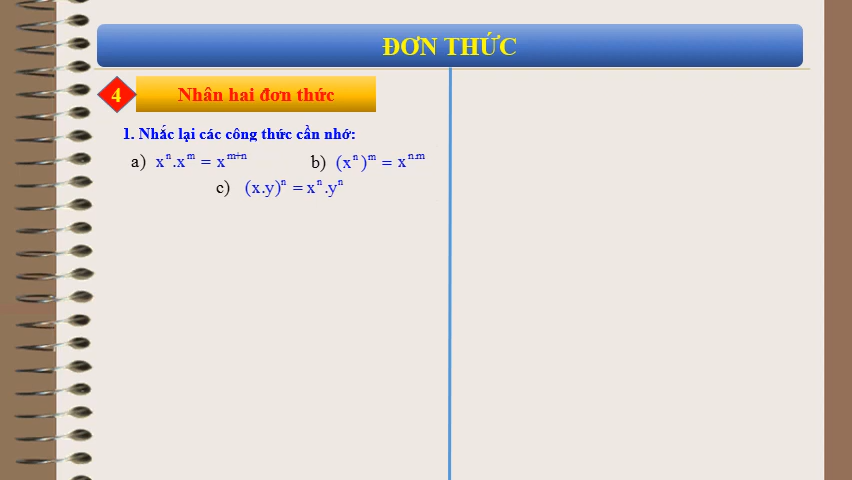 ĐƠN THỨC
4 Nhân hai đơn thức
1. Nhắc lại các công thức cần nhớ:
a) xⁿ.xᵐ = xᵐ⁺ⁿ b) (xⁿ)ᵐ = xⁿ·ᵐ
c) (x.y)ⁿ = xⁿ.yⁿ